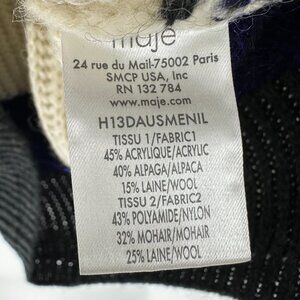 maje
24 rue du Mail-75002 Paris
SMCP USA, Inc
RN 132 784
www.maje.com
H13DAUSMENIL
TISSU 1/FABRIC1
45% ACRYLIQUE/ACRYLIC
40% ALPAGA/ALPACA
15% LAINE/WOOL
TISSU 2/FABRIC2
43% POLYAMIDE/NYLON
32% MOHAIR/MOHAIR
25% LAINE/WOOL